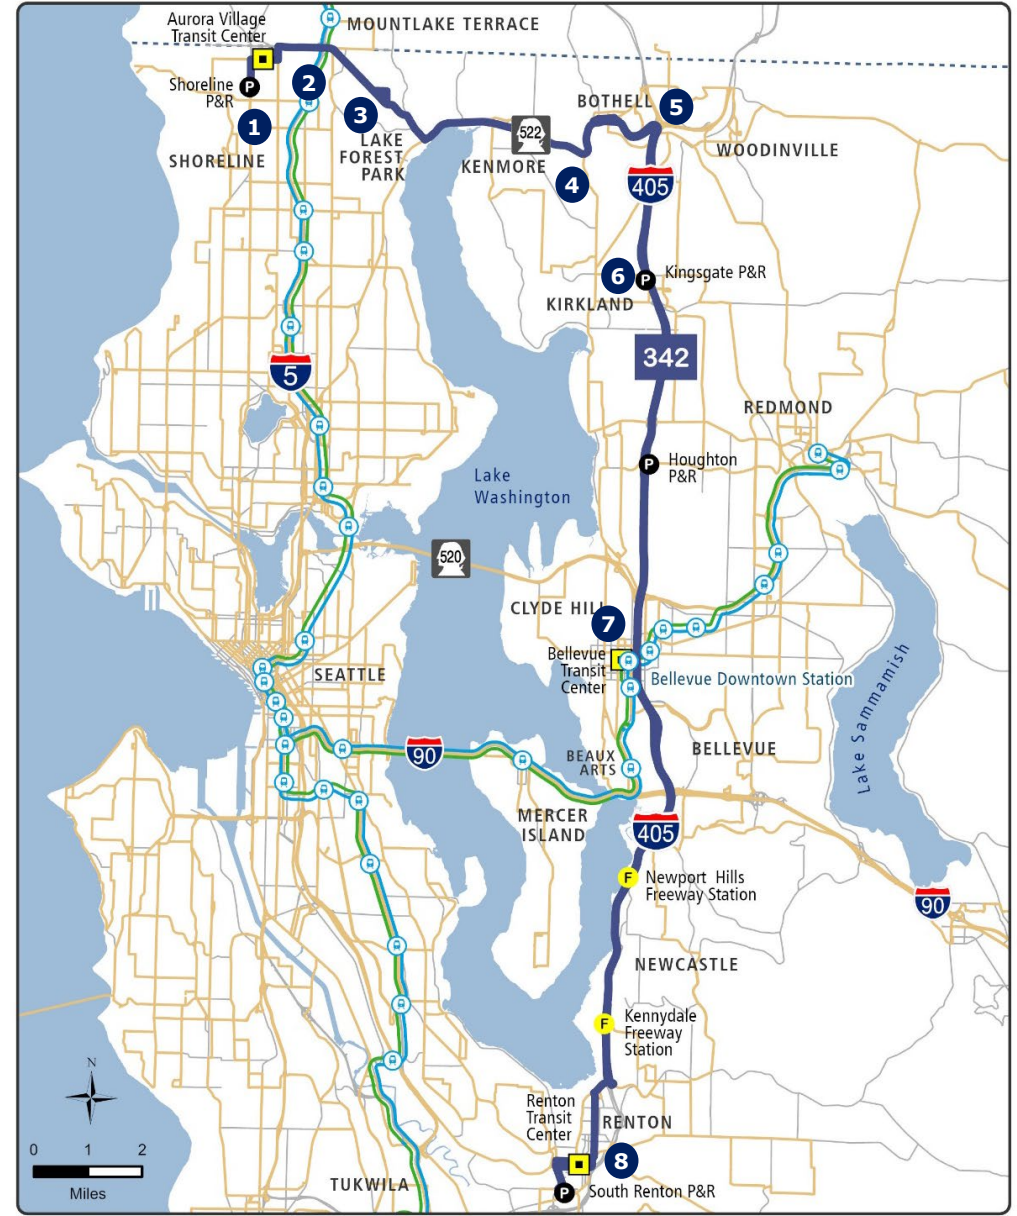 Aurora Village
Transit Center
MOUNTLAKE TERRACE
Shoreline
P&R
P
1
2
3
SHORELINE
LAKE
FOREST
PARK
522
KENMORE
4
BOTHELL
5
WOODINVILLE
405
6
P
Kingsgate P&R
KIRKLAND
342
5
REDMOND
P
Houghton
P&R
Lake
Washington
520
CLYDE HILL
7
Bellevue
Transit
Center
Bellevue Downtown Station
SEATTLE
90
BEAUX
ARTS
BELLEVUE
Lake Sammamish
MERCER
ISLAND
405
F
Newport Hills
Freeway Station
90
NEWCASTLE
F
Kennydale
Freeway
Station
N
Renton
Transit
Center
RENTON
8
P
South Renton P&R
TUKWILA
0 1 2
Miles